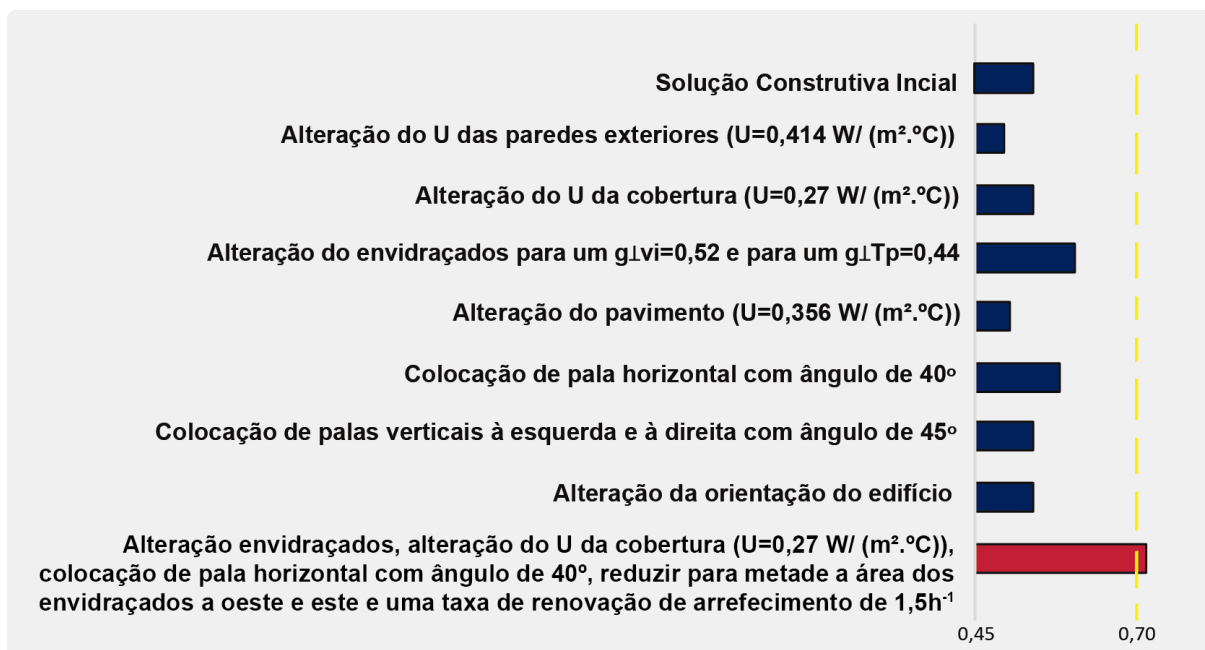 Solução Construtiva Incial
Alteração do U das paredes exteriores (U=0,414 W/ (m².ºC))
Alteração do U da cobertura (U=0,27 W/ (m².ºC))
Alteração do envidraçados para um g⊥vi=0,52 e para um g⊥Tp=0,44
Alteração do pavimento (U=0,356 W/ (m².ºC))
Colocação de pala horizontal com ângulo de 40º
Colocação de palas verticais à esquerda e à direita com ângulo de 45º
Alteração da orientação do edifício
Alteração envidraçados, alteração do U da cobertura (U=0,27 W/ (m².ºC)),
colocação de pala horizontal com ângulo de 40º, reduzir para metade a área dos
envidraçados a oeste e este e uma taxa de renovação de arrefecimento de 1,5h⁻¹
0,45 0,70